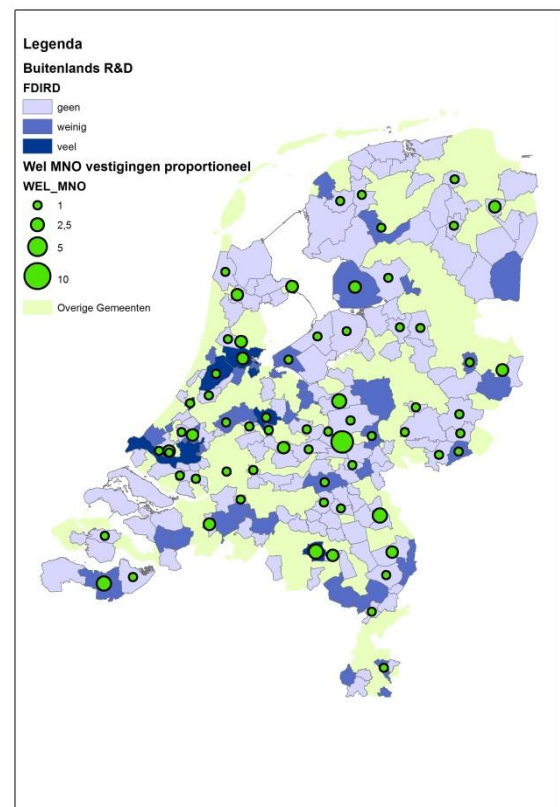 Legenda
Buitenlands R&D
FDIRD
geen
weinig
veel
Wel MNO vestigingen proportioneel
WEL_MNO
1
2,5
5
10
Overige Gemeenten